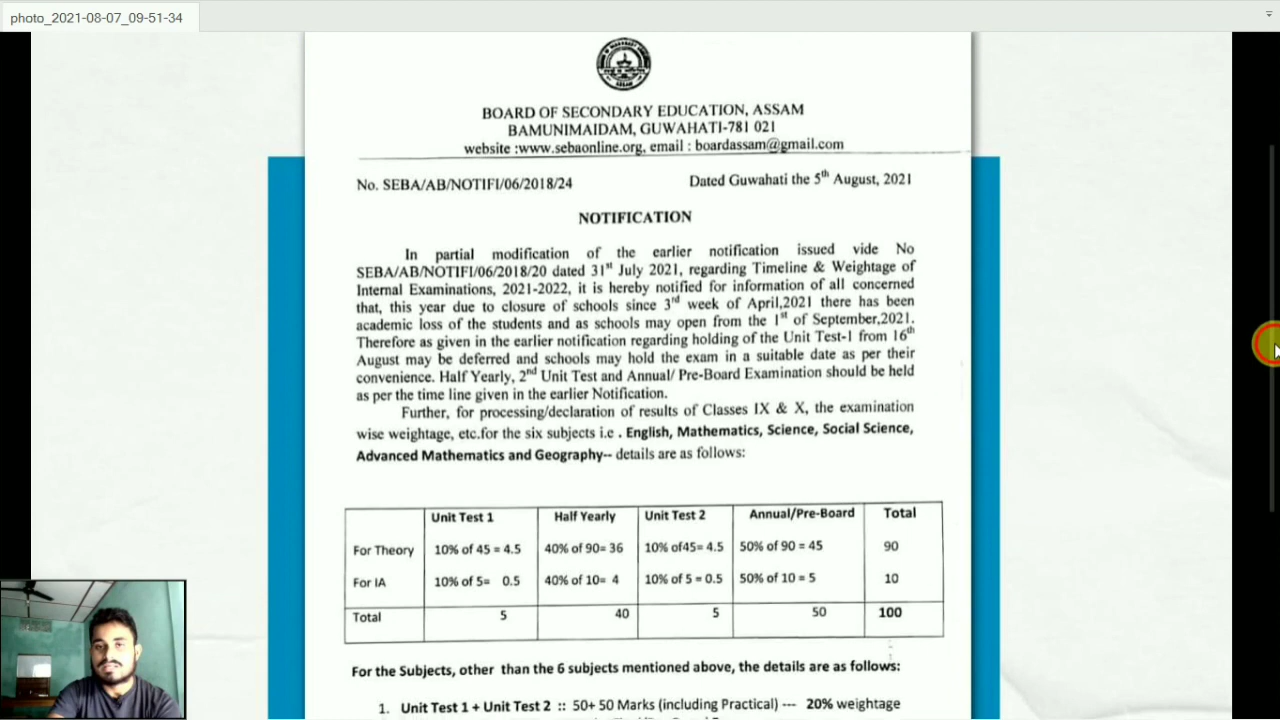 photo_2021-08-07_09-51-34
BOARD OF SECONDARY EDUCATION, ASSAM
BAMUNIMAIDAM, GUWAHATI-781 021
website :www.sebaonline.org, email : boardassam@gmail.com
No. SEBA/AB/NOTIFI/06/2018/24 Dated Guwahati the 5th August, 2021
NOTIFICATION
In partial modification of the earlier notification issued vide No
SEBA/AB/NOTIFI/06/2018/20 dated 31st July 2021, regarding Timeline & Weightage of
Internal Examinations, 2021-2022, it is hereby notified for information of all concerned
that, this year due to closure of schools since 3rd week of April,2021 there has been
academic loss of the students and as schools may open from the 1st of September,2021.
Therefore as given in the earlier notification regarding holding of the Unit Test-1 from 16th
August may be deferred and schools may hold the exam in a suitable date as per their
convenience. Half Yearly, 2nd Unit Test and Annual/ Pre-Board Examination should be held
as per the time line given in the earlier Notification.
Further, for processing/declaration of results of Classes IX & X, the examination
wise weightage, etc.for the six subjects i.e . English, Mathematics, Science, Social Science,
Advanced Mathematics and Geography-- details are as follows:
Unit Test 1 Half Yearly Unit Test 2 Annual/Pre-Board Total
For Theory 10% of 45 = 4.5 40% of 90= 36 10% of45= 4.5 50% of 90 = 45 90
For IA 10% of 5= 0.5 40% of 10= 4 10% of 5 = 0.5 50% of 10 = 5 10
Total 5 40 5 50 100
For the Subjects, other than the 6 subjects mentioned above, the details are as follows:
1. Unit Test 1 + Unit Test 2 :: 50+ 50 Marks (including Practical) --- 20% weightage